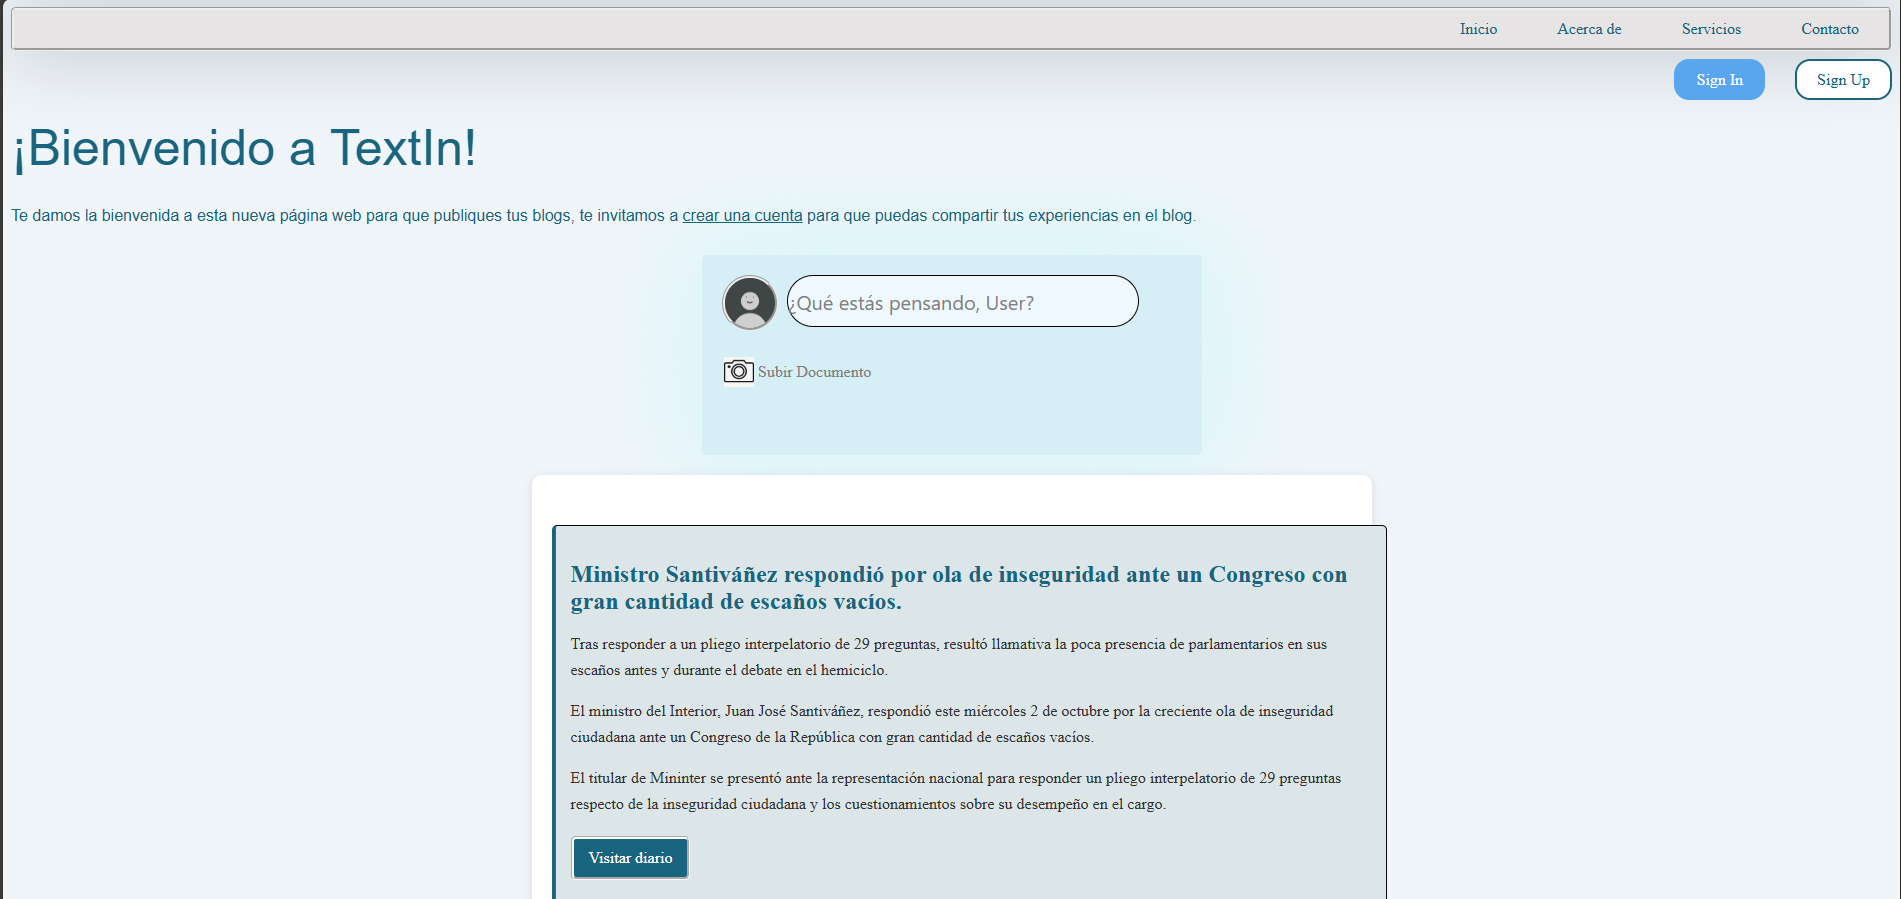 Inicio Acerca de Servicios Contacto
Sign In Sign Up
¡Bienvenido a TextIn!
Te damos la bienvenida a esta nueva página web para que publiques tus blogs, te invitamos a crear una cuenta para que puedas compartir tus experiencias en el blog.
¿Qué estás pensando, User?
Subir Documento
Ministro Santiváñez respondió por ola de inseguridad ante un Congreso con
gran cantidad de escaños vacíos.
Tras responder a un pliego interpelatorio de 29 preguntas, resultó llamativa la poca presencia de parlamentarios en sus
escaños antes y durante el debate en el hemiciclo.
El ministro del Interior, Juan José Santiváñez, respondió este miércoles 2 de octubre por la creciente ola de inseguridad
ciudadana ante un Congreso de la República con gran cantidad de escaños vacíos.
El titular de Mininter se presentó ante la representación nacional para responder un pliego interpelatorio de 29 preguntas
respecto de la inseguridad ciudadana y los cuestionamientos sobre su desempeño en el cargo.
Visitar diario